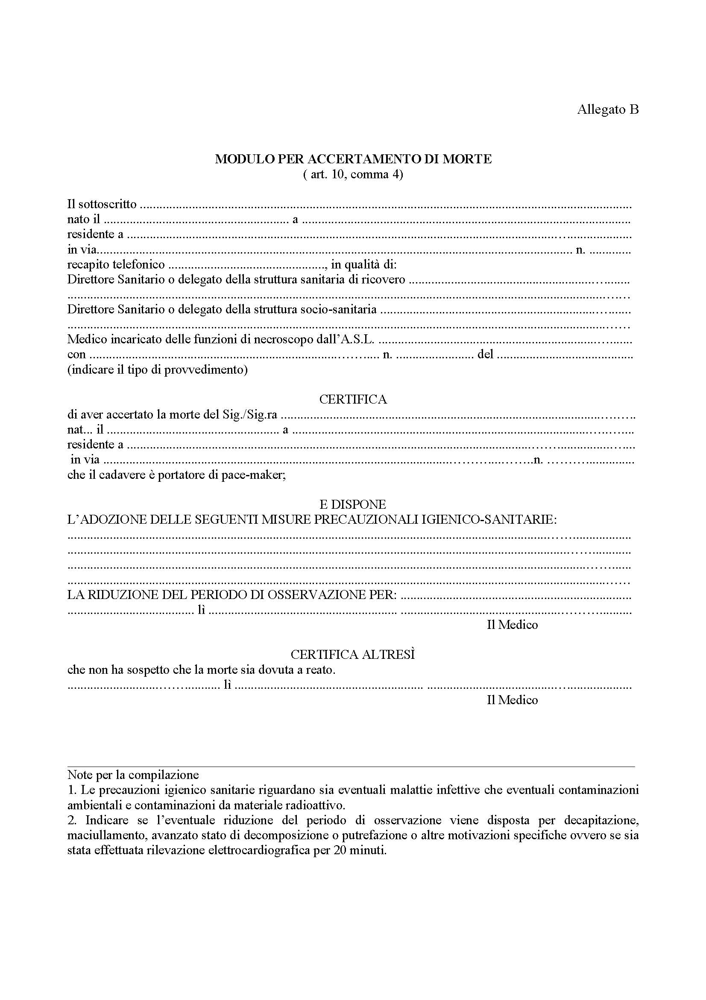 Allegato B
MODULO PER ACCERTAMENTO DI MORTE
( art. 10, comma 4)
Il sottoscritto ..........................................................................................
nato il ........................................ a ..........................................................
residente a ..........................................................................................
in via.......................................................................................... n. .............
recapito telefonico ................................................, in qualità di:
Direttore Sanitario o delegato della struttura sanitaria di ricovero ..................................................
..........................................................................................
Direttore Sanitario o delegato della struttura socio-sanitaria ..................................................
..........................................................................................
Medico incaricato delle funzioni di necroscopo dall’A.S.L. ..................................................
con .................................................. n. ........................ del ..........................................
(indicare il tipo di provvedimento)
CERTIFICA
di aver accertato la morte del Sig./Sig.ra ..................................................
nat... il .................................................. a ..................................................
residente a ..........................................................................................
in via ..........................................................................................n. .........................
che il cadavere è portatore di pace-maker;
E DISPONE
L’ADOZIONE DELLE SEGUENTI MISURE PRECAUZIONALI IGIENICO-SANITARIE:
..........................................................................................
..........................................................................................
..........................................................................................
..........................................................................................
LA RIDUZIONE DEL PERIODO DI OSSERVAZIONE PER: ..................................................
....................................... lì .................................................. ..................................................
Il Medico
CERTIFICA ALTRESÌ
che non ha sospetto che la morte sia dovuta a reato.
............................................... lì .................................................. ..................................................
Il Medico
Note per la compilazione
1. Le precauzioni igienico sanitarie riguardano sia eventuali malattie infettive che eventuali contaminazioni
ambientali e contaminazioni da materiale radioattivo.
2. Indicare se l’eventuale riduzione del periodo di osservazione viene disposta per decapitazione,
maciullamento, avanzato stato di decomposizione o putrefazione o altre motivazioni specifiche ovvero se sia
stata effettuata rilevazione elettrocardiografica per 20 minuti.